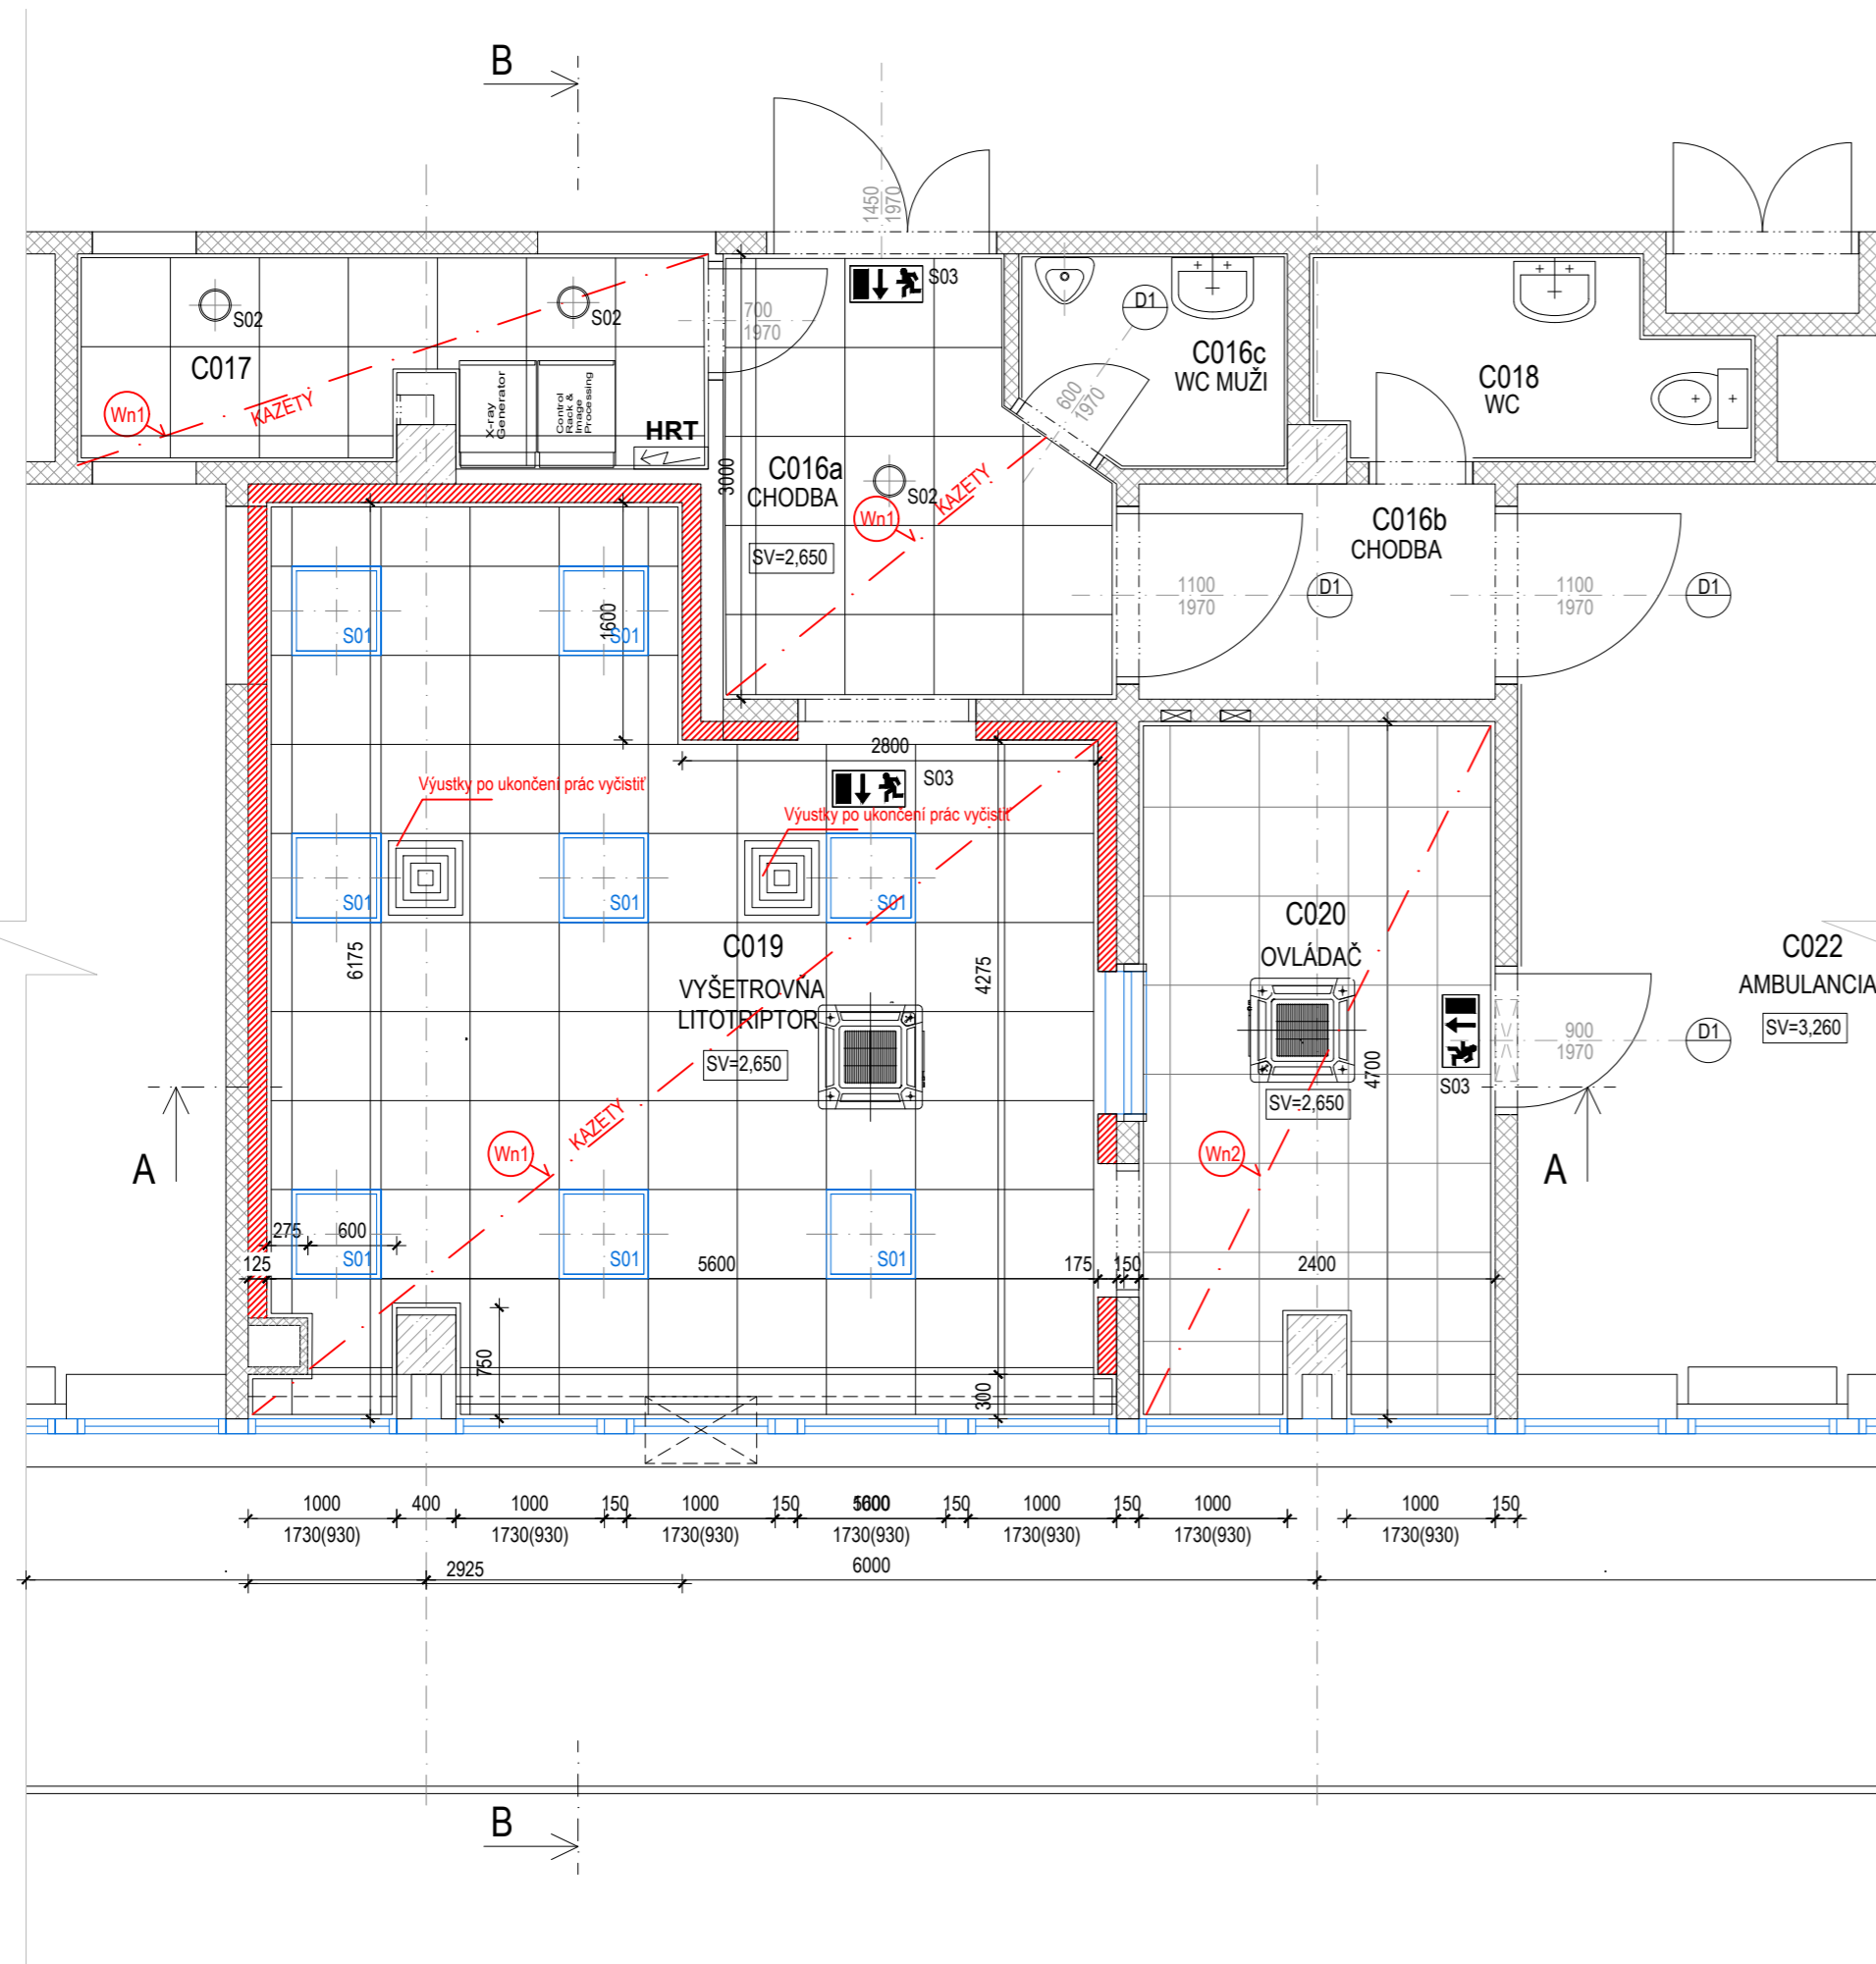 B
1450
1970
S03
S02
S02
700
1970
D1
C016c
WC MUŽI
C017
C018
WC
Wn1
KAZETY
X-ray
Generator
Control
Rack &
Image
Processing
600
1970
HRT
3000
C016a
CHODBA
S02
KAZETY
Wn1
C016b
CHODBA
SV=2,650
1100
1970
D1
1100
1970
D1
S01
1600
S01
2800
Výustky po ukončení prác vyčistiť
S03
Výustky po ukončení prác vyčistiť
S01
S01
S01
C019
VYŠETROVŇA
LITOTRIPTOR
SV=2,650
6175
4275
C020
OVLÁDAČ
SV=2,650
4700
C022
AMBULANCIA
SV=3,260
900
1970
D1
S03
A
Wn1
KAZETY
Wn2
A
275
600
125
S01
S01
S01
5600
175
150
2400
750
300
1000
400
1000
150
1000
150
150
1000
150
1000
1000
150
1730(930)
1730(930)
1730(930)
1730(930)
1730(930)
1730(930)
1730(930)
2925
6000
B